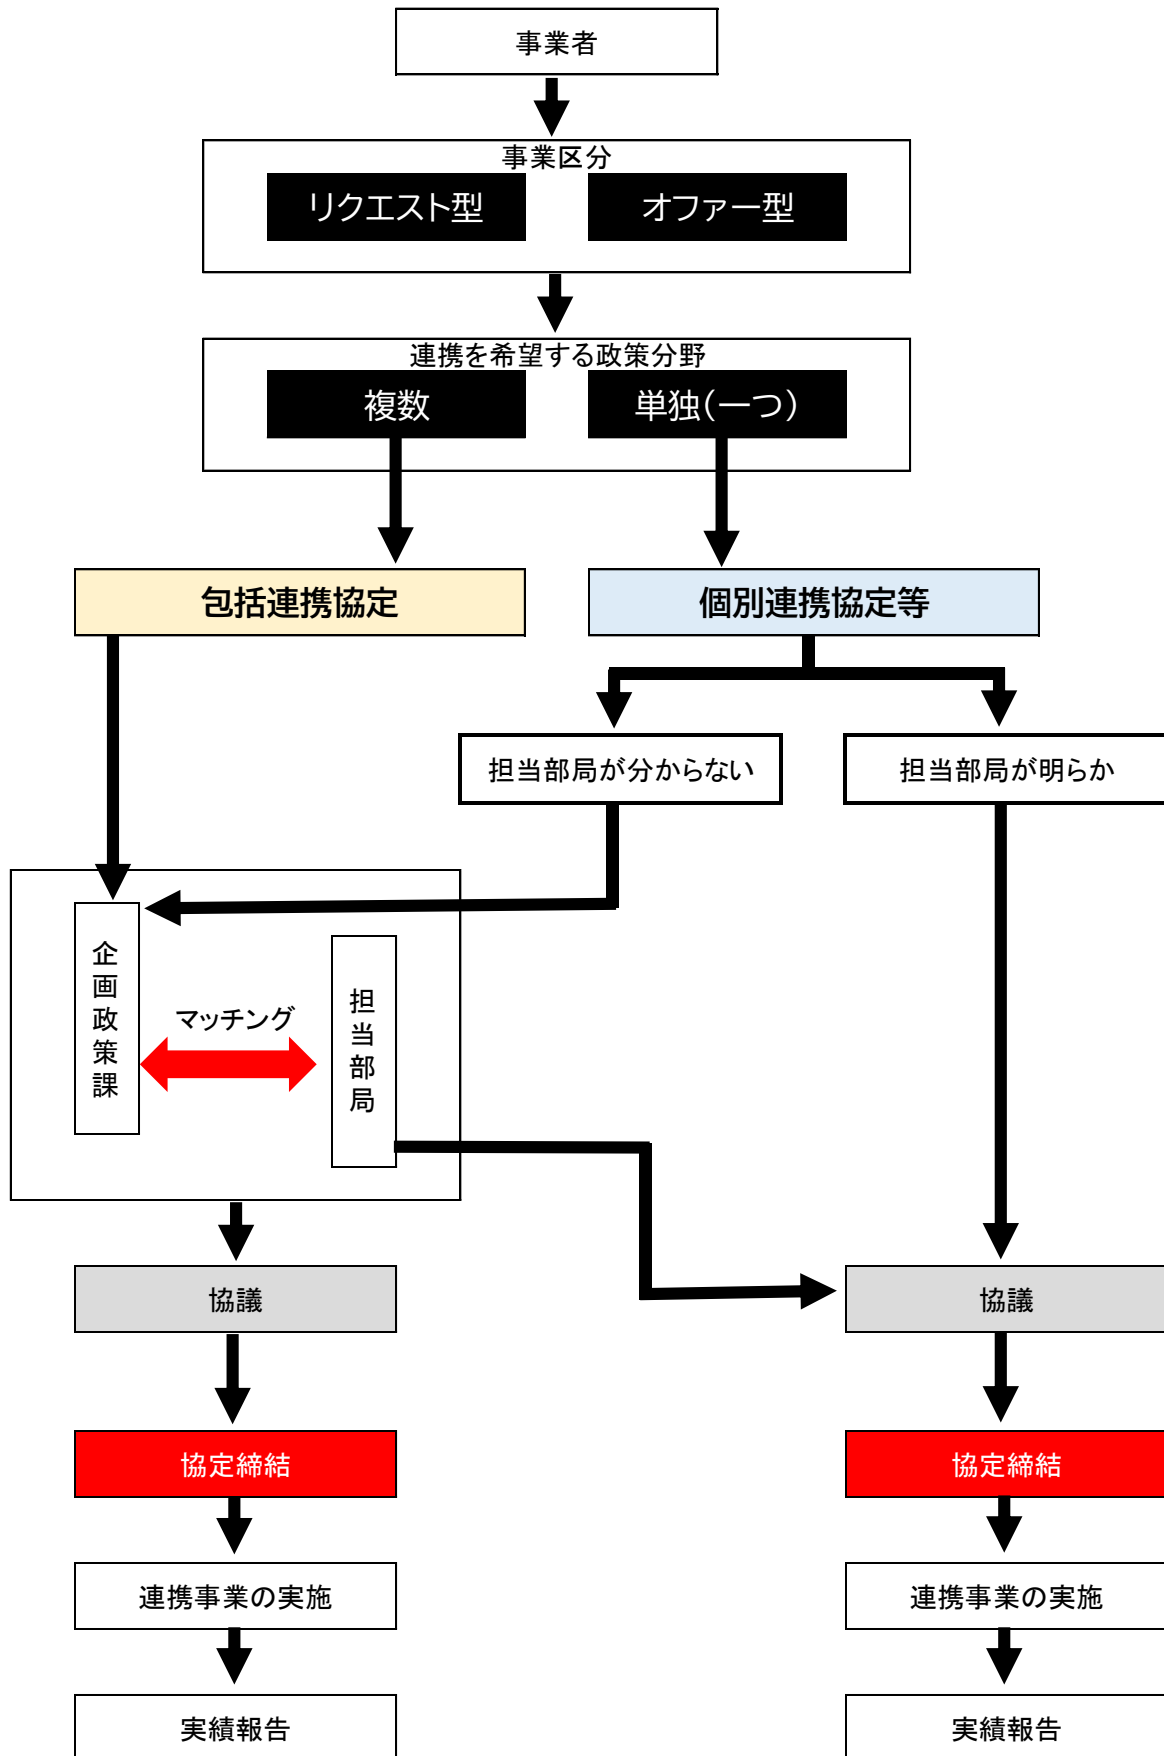 事業者
事業区分
リクエスト型
オファー型
連携を希望する政策分野
複数
単独(一つ)
包括連携協定
個別連携協定等
担当部局が分からない
担当部局が明らか
企画政策課
マッチング
担当部局
協議
協議
協定締結
協定締結
連携事業の実施
連携事業の実施
実績報告
実績報告